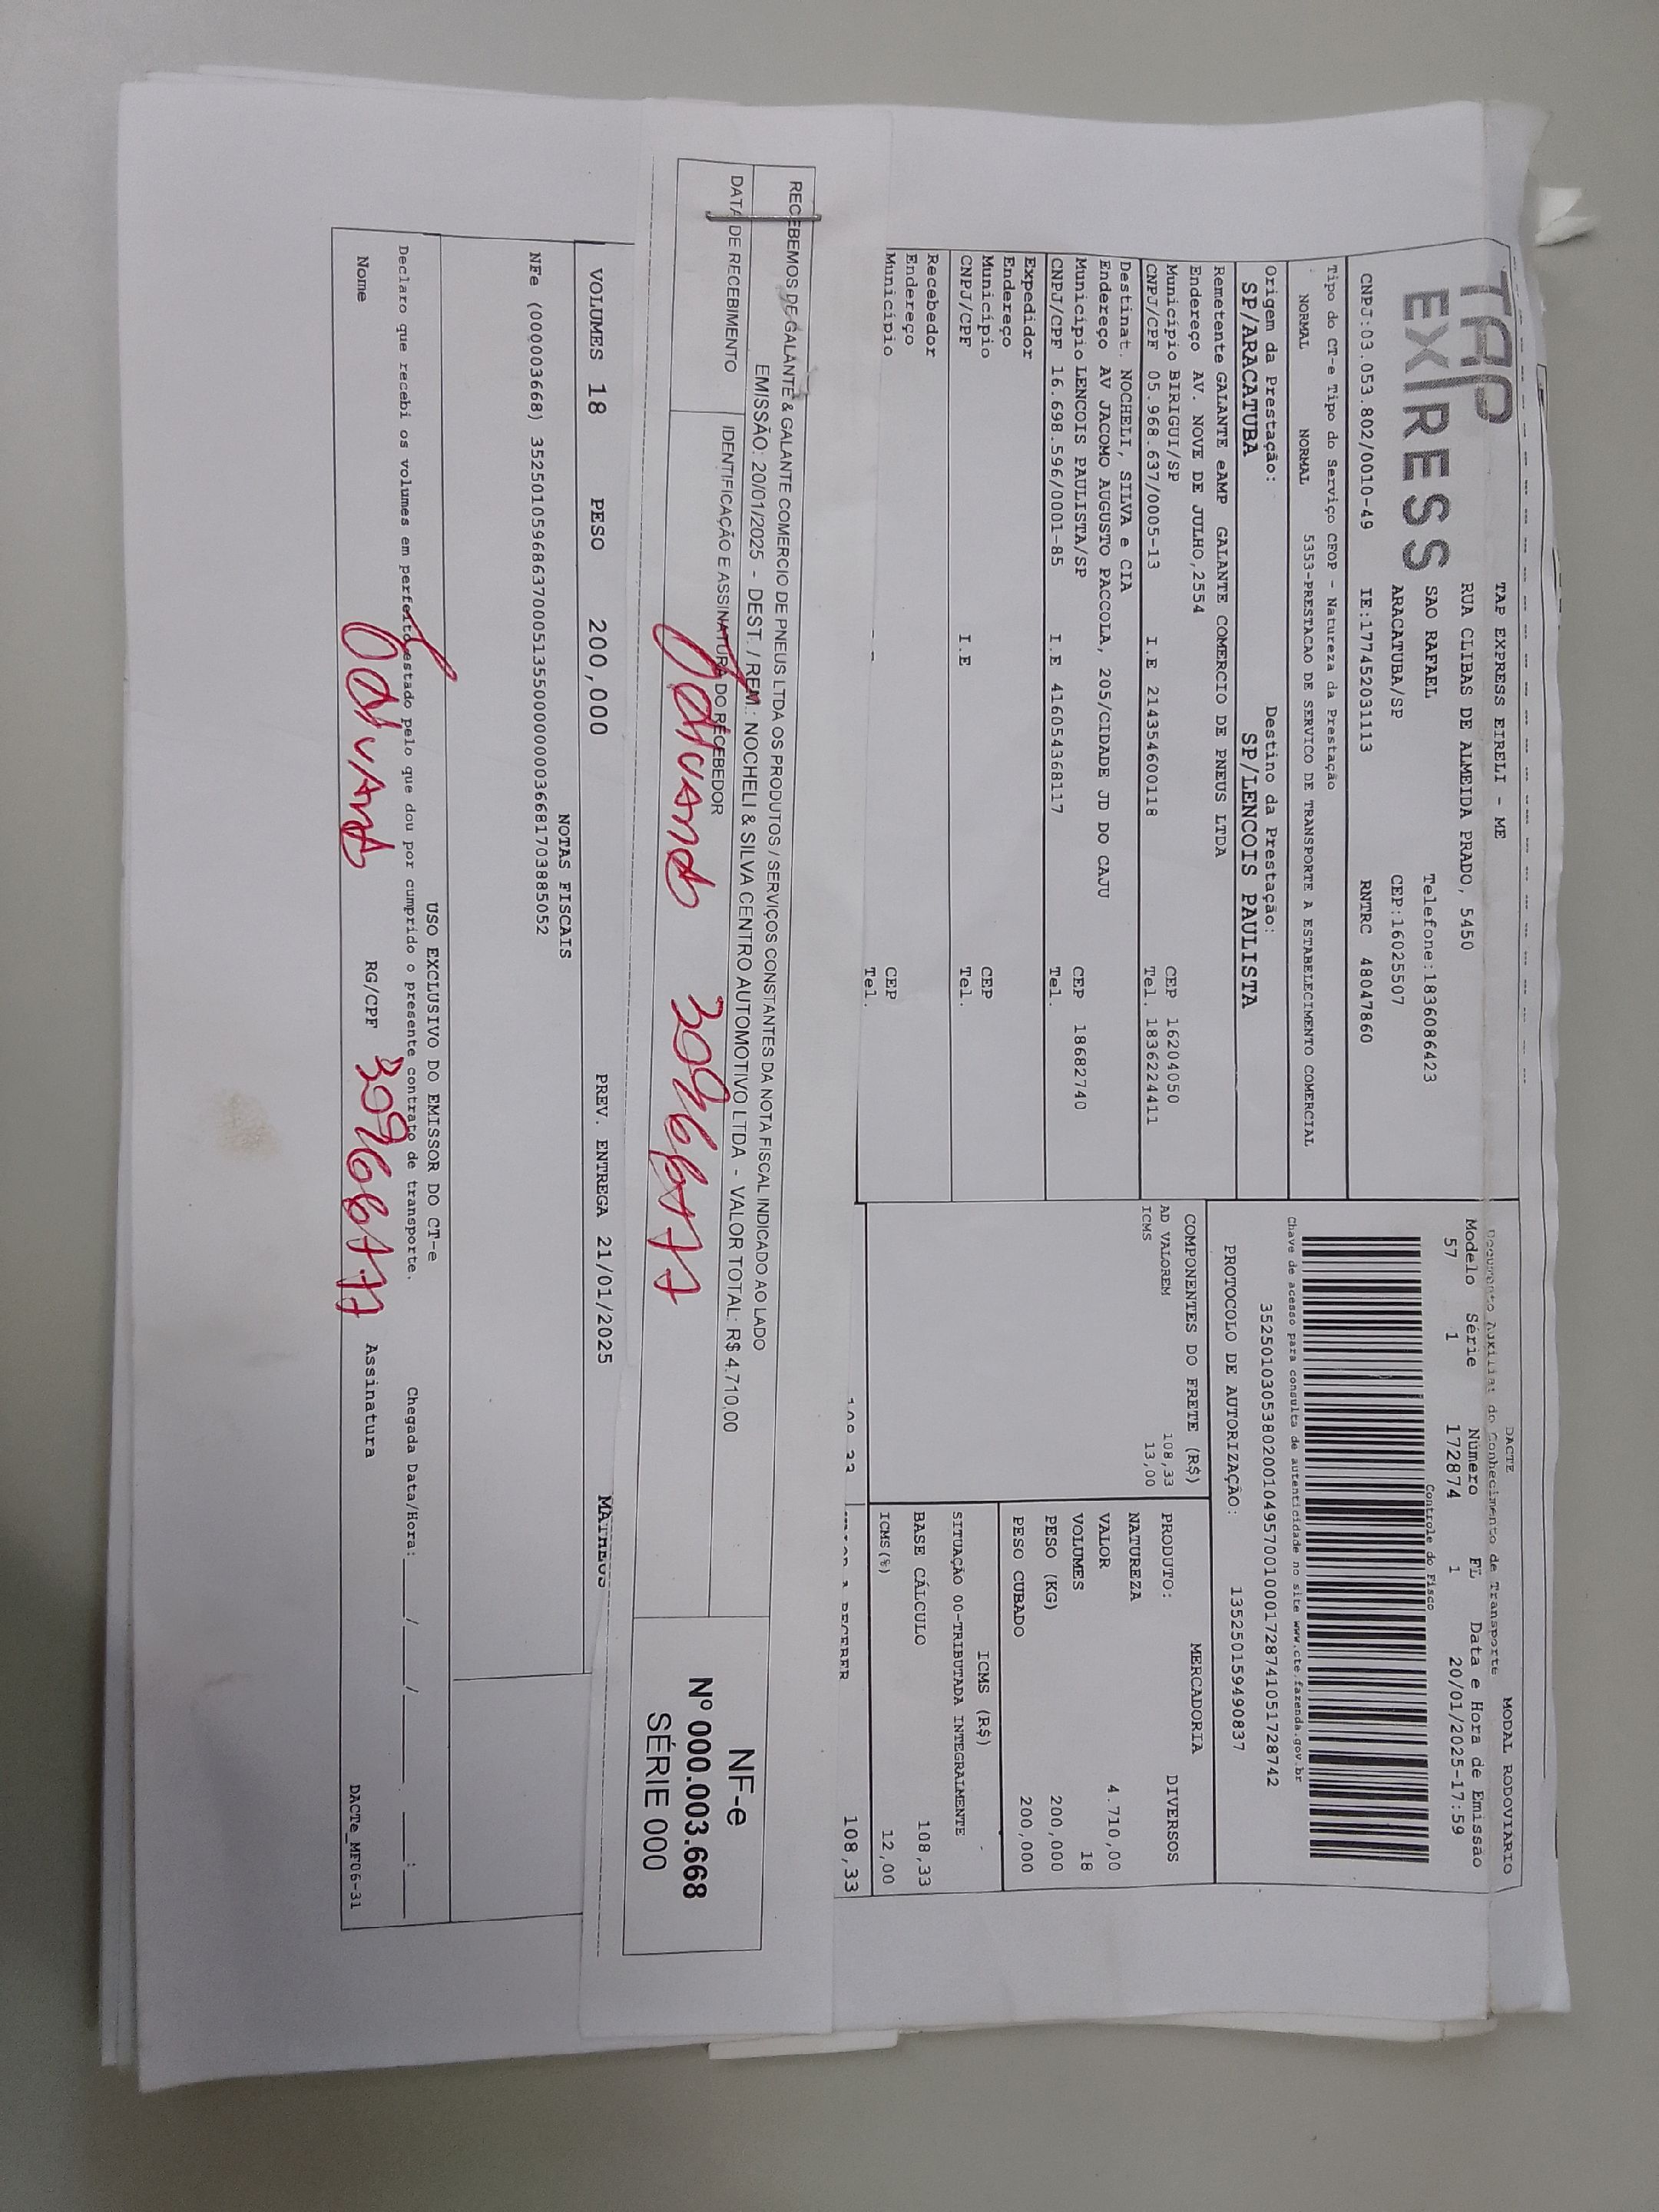 TAP EXPRESS
TAP EXPRESS EIRELI - ME
RUA CLIBAS DE ALMEIDA PRADO, 5450
SAO RAFAEL Telefone:1836086423
ARACATUBA/SP CEP:16025507
CNPJ:03.053.802/0010-49 IE:177452031113 RNTRC 48047860
Tipo do CT-e Tipo do Serviço CFOP - Natureza da Prestação
NORMAL NORMAL 5353-PRESTACAO DE SERVICO DE TRANSPORTE A ESTABELECIMENTO COMERCIAL
Origem da Prestação: Destino da Prestação:
SP/ARACATUBA SP/LENCOIS PAULISTA
Remetente GALANTE eAMP GALANTE COMERCIO DE PNEUS LTDA
Endereço AV. NOVE DE JULHO,2554
Município BIRIGUI/SP CEP 16204050
CNPJ/CPF 05.968.637/0005-13 I.E 214354600118 Tel. 1836224411
Destinat. NOCHELI, SILVA e CIA
Endereço AV JACOMO AUGUSTO PACCOLA, 205/CIDADE JD DO CAJU
Município LENCOIS PAULISTA/SP CEP 18682740
CNPJ/CPF 16.698.596/0001-85 I.E 416054368117 Tel.
Expedidor
Endereço
Município CEP
CNPJ/CPF I.E Tel.
Recebedor
Endereço
Município CEP
Tel.
DACTE MODAL RODOVIÁRIO
Documento Auxiliar do Conhecimento de Transporte
Modelo Série Número FL Data e Hora de Emissão
57 1 172874 1 20/01/2025-17:59
Controle do Fisco
Chave de acesso para consulta de autenticidade no site www.cte.fazenda.gov.br
35250103053802001049570010001728741051728742
PROTOCOLO DE AUTORIZAÇÃO: 135250159490837
COMPONENTES DO FRETE (R$)
AD VALOREM 108,33
ICMS 13,00
MERCADORIA
PRODUTO: DIVERSOS
NATUREZA
VALOR 4.710,00
VOLUMES 18
PESO (KG) 200,000
PESO CUBADO 200,000
ICMS (R$)
SITUAÇÃO 00-TRIBUTADA INTEGRALMENTE
BASE CÁLCULO 108,33
ICMS(%) 12,00
108,33
RECEBEMOS DE GALANTE & GALANTE COMERCIO DE PNEUS LTDA OS PRODUTOS / SERVIÇOS CONSTANTES DA NOTA FISCAL INDICADO AO LADO
EMISSÃO: 20/01/2025 - DEST. / REM.: NOCHELI & SILVA CENTRO AUTOMOTIVO LTDA - VALOR TOTAL: R$ 4.710,00
DATA DE RECEBIMENTO IDENTIFICAÇÃO E ASSINATURA DO RECEBEDOR
NF-e
Nº 000.003.668
SÉRIE 000
VOLUMES 18 PESO 200,000 PREV. ENTREGA 21/01/2025 MATHEUS
NOTAS FISCAIS
NFe (000003668) 35250105968637000513550000000036681703885052
USO EXCLUSIVO DO EMISSOR DO CT-e
Declaro que recebi os volumes em perfeito estado pelo que dou por cumprido o presente contrato de transporte. Chegada Data/Hora:
Nome RG/CPF Assinatura
DACTe_MF06-31